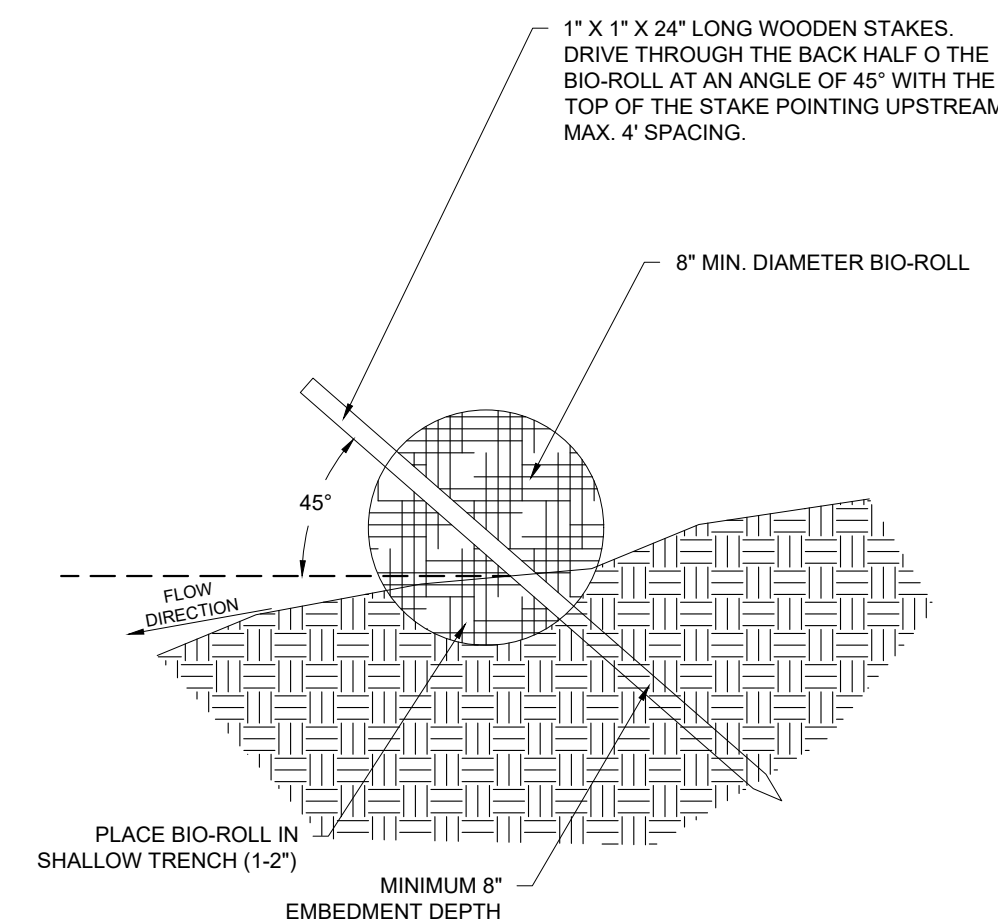 1" X 1" X 24" LONG WOODEN STAKES.
DRIVE THROUGH THE BACK HALF O THE
BIO-ROLL AT AN ANGLE OF 45° WITH THE
TOP OF THE STAKE POINTING UPSTREAM
MAX. 4' SPACING.
8" MIN. DIAMETER BIO-ROLL
45°
FLOW
DIRECTION
PLACE BIO-ROLL IN
SHALLOW TRENCH (1-2")
MINIMUM 8"
EMBEDMENT DEPTH